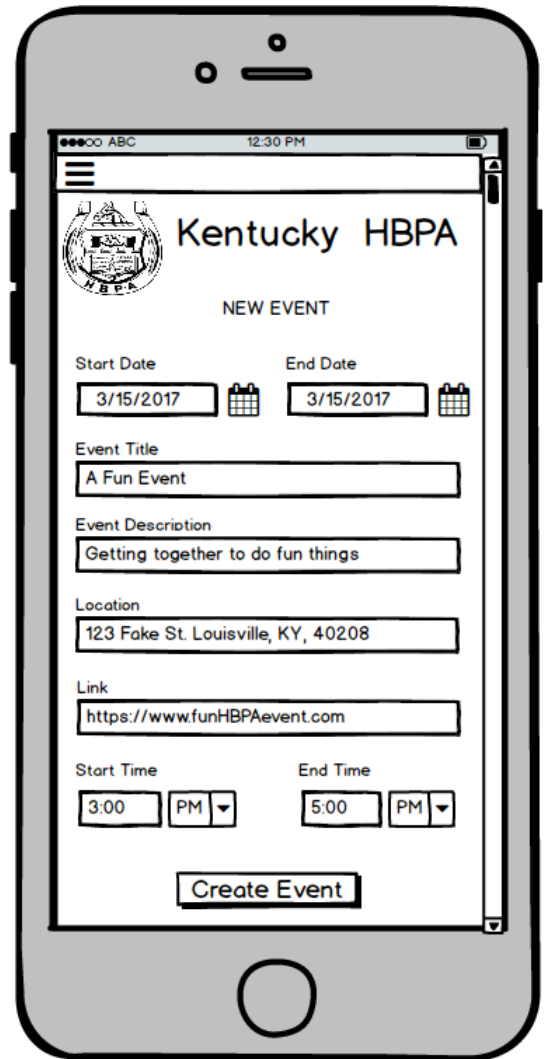 ABC 12:30 PM
Kentucky HBPA
HBPA
NEW EVENT
Start Date End Date
3/15/2017 3/15/2017
Event Title
A Fun Event
Event Description
Getting together to do fun things
Location
123 Fake St. Louisville, KY, 40208
Link
https://www.funHBPAevent.com
Start Time End Time
3:00 PM 5:00 PM
Create Event